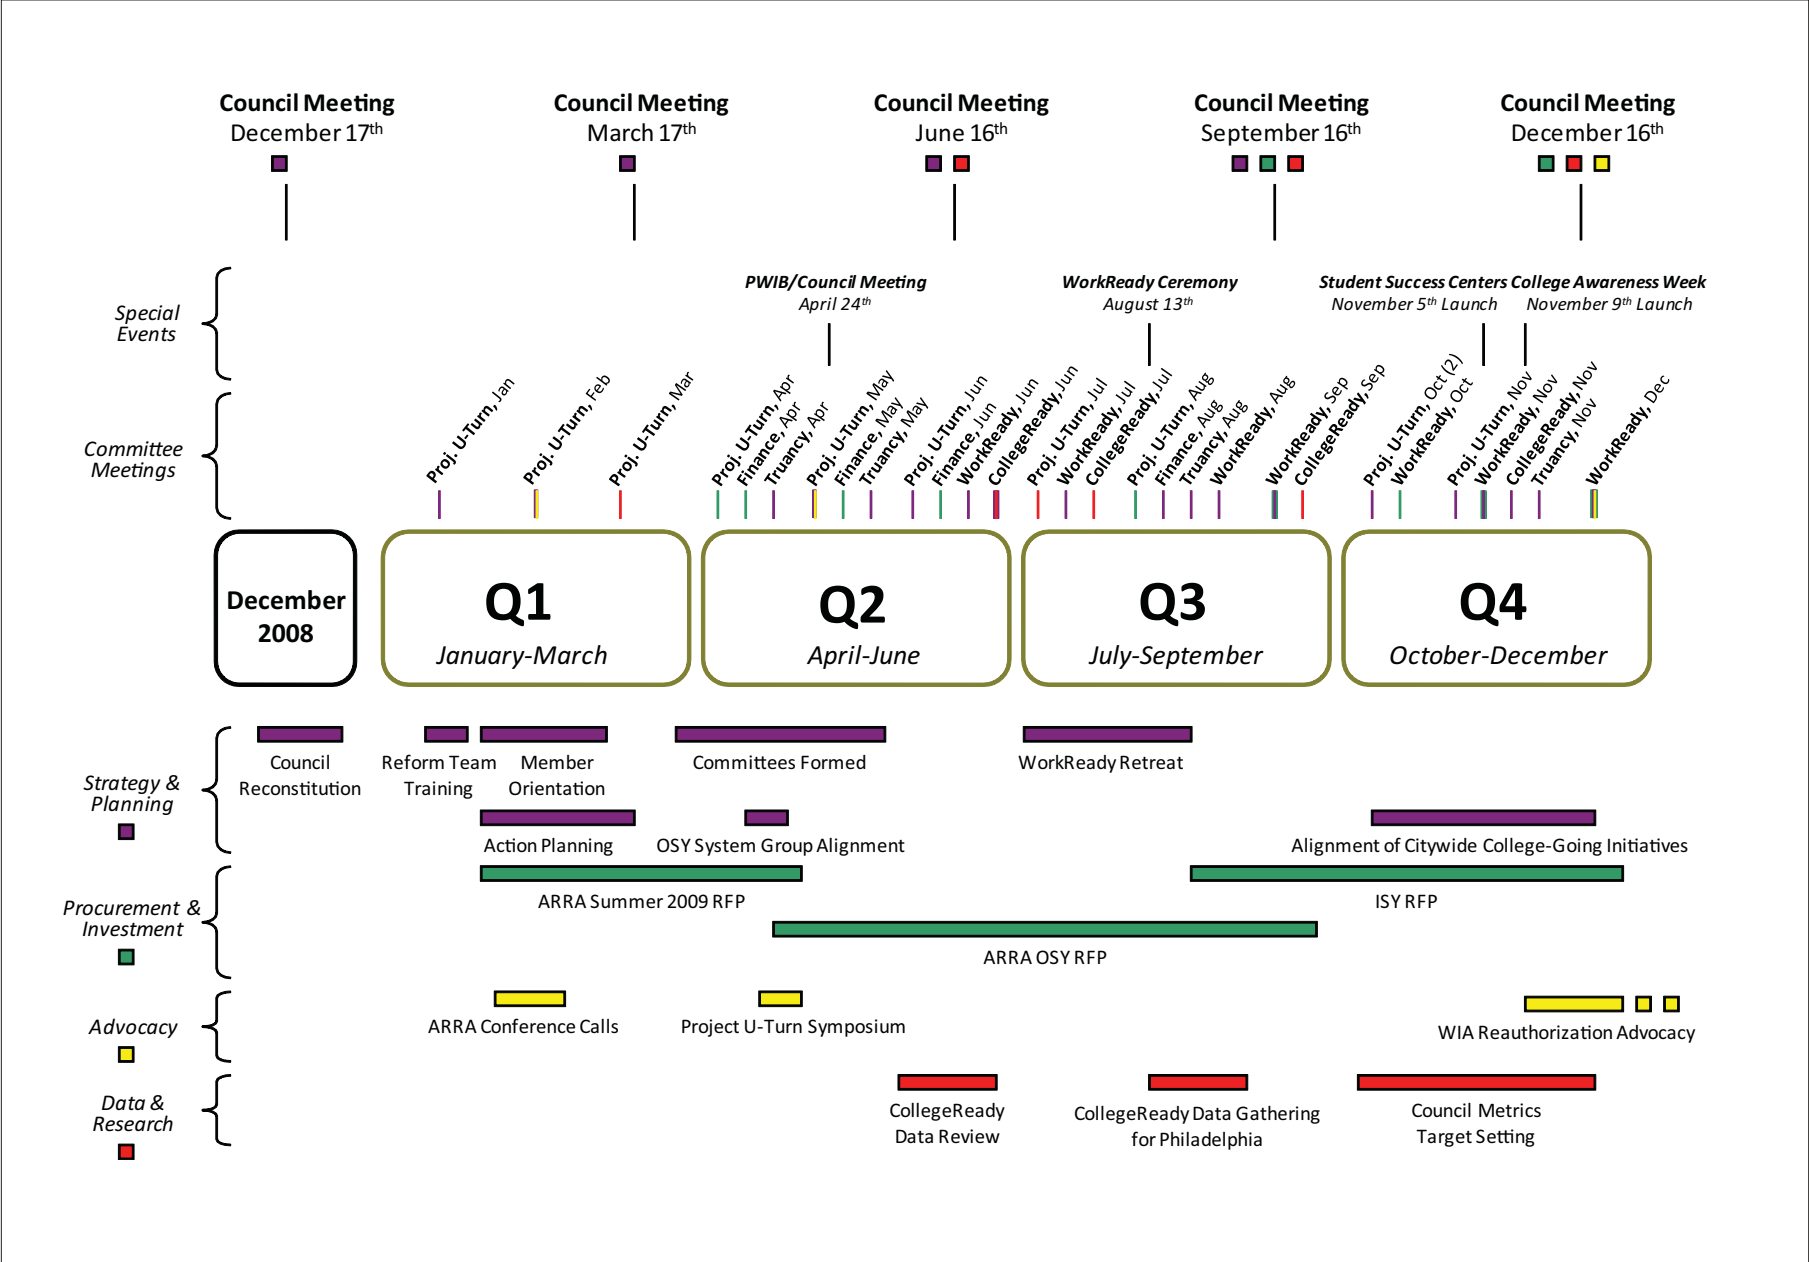 Council Meeting
December 17th
Council Meeting
March 17th
Council Meeting
June 16th
Council Meeting
September 16th
Council Meeting
December 16th
Special
Events
PWIB/Council Meeting
April 24th
WorkReady Ceremony
August 13th
Student Success Centers
November 5th Launch
College Awareness Week
November 9th Launch
Committee
Meetings
Proj. U-Turn, Jan
Proj. U-Turn, Feb
Proj. U-Turn, Mar
Proj. U-Turn, Apr
Finance, Apr
Truancy, Apr
Proj. U-Turn, May
Finance, May
Truancy, May
Proj. U-Turn, Jun
Finance, Jun
WorkReady, Jun
CollegeReady, Jun
Proj. U-Turn, Jul
WorkReady, Jul
CollegeReady, Jul
Proj. U-Turn, Aug
Finance, Aug
Truancy, Aug
WorkReady, Aug
WorkReady, Sep
CollegeReady, Sep
Proj. U-Turn, Oct (2)
WorkReady, Oct
Proj. U-Turn, Nov
WorkReady, Nov
CollegeReady, Nov
Truancy, Nov
WorkReady, Dec
December
2008
Q1
January-March
Q2
April-June
Q3
July-September
Q4
October-December
Strategy &
Planning
Council
Reconstitution
Reform Team
Training
Member
Orientation
Committees Formed
WorkReady Retreat
Action Planning
OSY System Group Alignment
Alignment of Citywide College-Going Initiatives
Procurement &
Investment
ARRA Summer 2009 RFP
ISY RFP
ARRA OSY RFP
Advocacy
ARRA Conference Calls
Project U-Turn Symposium
WIA Reauthorization Advocacy
Data &
Research
CollegeReady
Data Review
CollegeReady Data Gathering
for Philadelphia
Council Metrics
Target Setting